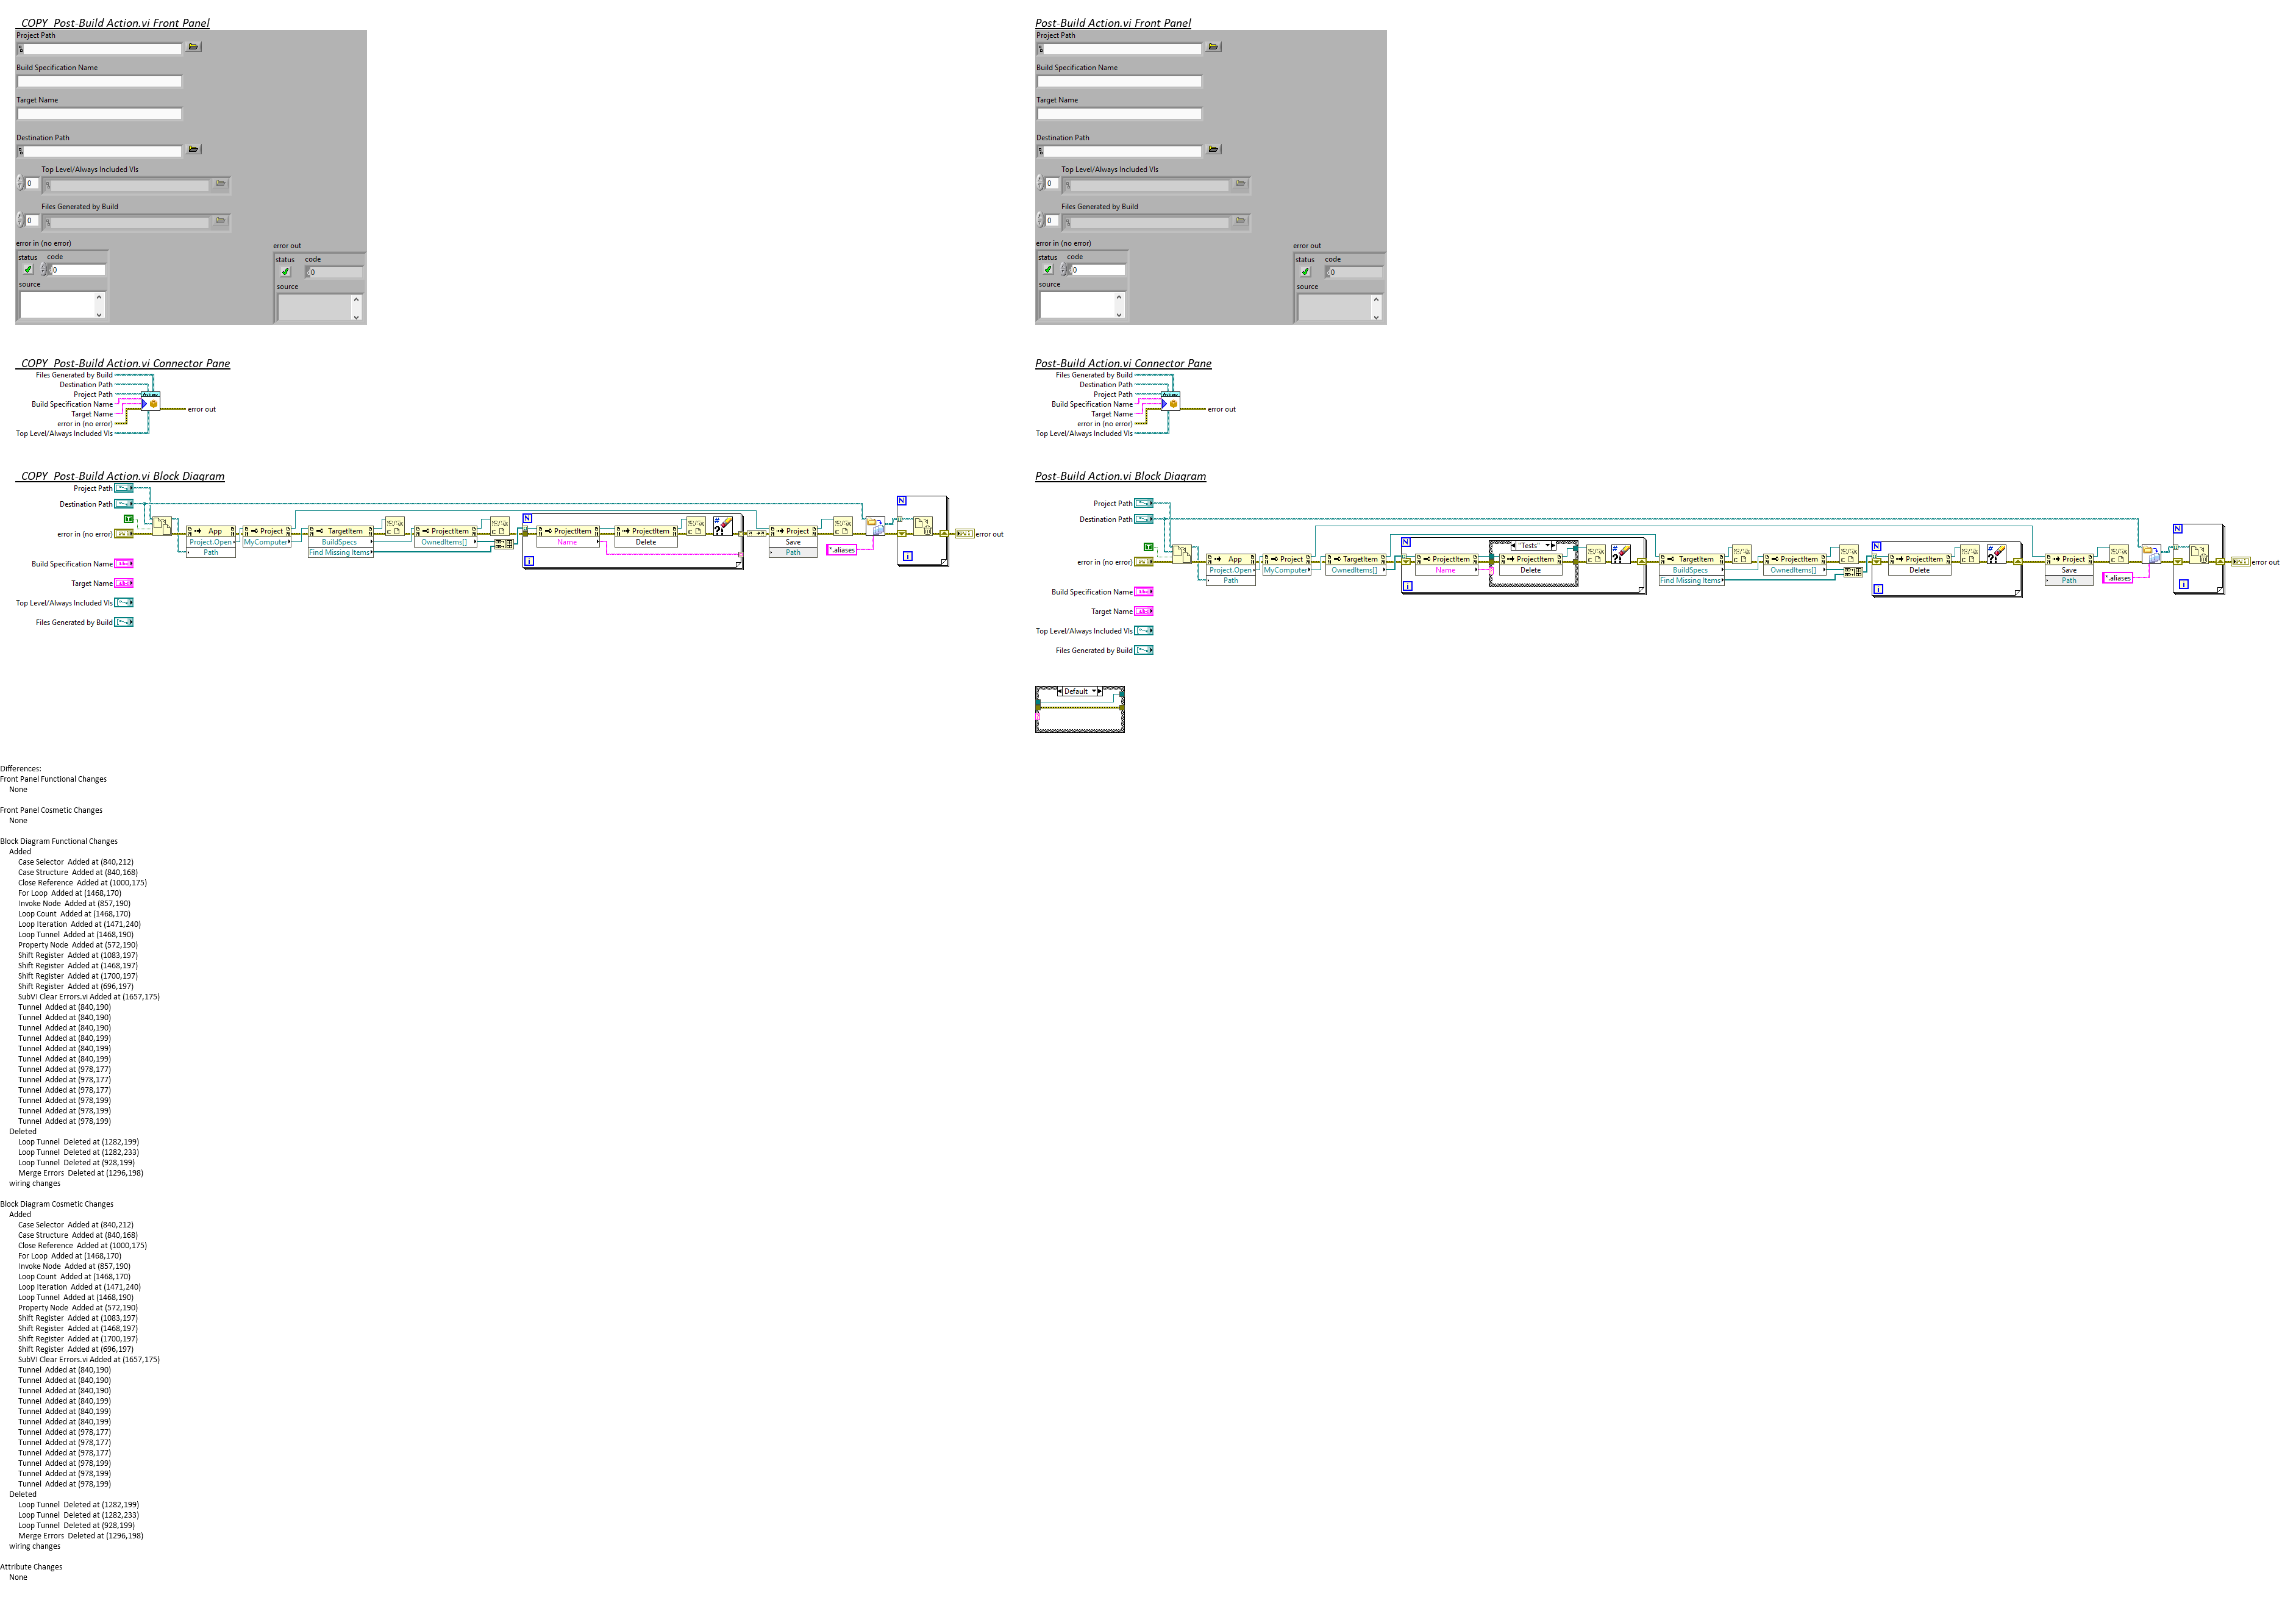 _COPY_Post-Build Action.vi Front Panel
Project Path
Build Specification Name
Target Name
Destination Path
Top Level/Always Included VIs
0
Files Generated by Build
0
error in (no error)
status code
0
source
error out
status code
0
source
_COPY_Post-Build Action.vi Connector Pane
Files Generated by Build
Destination Path
Project Path
Build Specification Name
Target Name
error in (no error)
Top Level/Always Included VIs
error out
_COPY_Post-Build Action.vi Block Diagram
Project Path
Destination Path
error in (no error)
Build Specification Name
Target Name
Top Level/Always Included VIs
Files Generated by Build
App
Project.Open
Path
Project
MyComputer
TargetItem
BuildSpecs
Find Missing Items
ProjectItem
OwnedItems[]
N
i
ProjectItem
Name
ProjectItem
Delete
Project
Save
Path
*.aliases
N
i
error out
Post-Build Action.vi Front Panel
Project Path
Build Specification Name
Target Name
Destination Path
Top Level/Always Included VIs
0
Files Generated by Build
0
error in (no error)
status code
0
source
error out
status code
0
source
Post-Build Action.vi Connector Pane
Files Generated by Build
Destination Path
Project Path
Build Specification Name
Target Name
error in (no error)
Top Level/Always Included VIs
error out
Post-Build Action.vi Block Diagram
Project Path
Destination Path
error in (no error)
Build Specification Name
Target Name
Top Level/Always Included VIs
Files Generated by Build
App
Project.Open
Path
Project
MyComputer
TargetItem
OwnedItems[]
N
i
ProjectItem
Name
"Tests"
ProjectItem
Delete
TargetItem
BuildSpecs
Find Missing Items
ProjectItem
OwnedItems[]
N
i
ProjectItem
Delete
Project
Save
Path
*.aliases
N
i
error out
Default
Differences:
Front Panel Functional Changes
None
Front Panel Cosmetic Changes
None
Block Diagram Functional Changes
Added
Case Selector Added at (840,212)
Case Structure Added at (840,168)
Close Reference Added at (1000,175)
For Loop Added at (1468,170)
Invoke Node Added at (857,190)
Loop Count Added at (1468,170)
Loop Iteration Added at (1471,240)
Loop Tunnel Added at (1468,190)
Property Node Added at (572,190)
Shift Register Added at (1083,197)
Shift Register Added at (1468,197)
Shift Register Added at (1700,197)
Shift Register Added at (696,197)
SubVI Clear Errors.vi Added at (1657,175)
Tunnel Added at (840,190)
Tunnel Added at (840,190)
Tunnel Added at (840,190)
Tunnel Added at (840,199)
Tunnel Added at (840,199)
Tunnel Added at (840,199)
Tunnel Added at (978,177)
Tunnel Added at (978,177)
Tunnel Added at (978,177)
Tunnel Added at (978,199)
Tunnel Added at (978,199)
Tunnel Added at (978,199)
Deleted
Loop Tunnel Deleted at (1282,199)
Loop Tunnel Deleted at (1282,233)
Loop Tunnel Deleted at (928,199)
Merge Errors Deleted at (1296,198)
wiring changes
Block Diagram Cosmetic Changes
Added
Case Selector Added at (840,212)
Case Structure Added at (840,168)
Close Reference Added at (1000,175)
For Loop Added at (1468,170)
Invoke Node Added at (857,190)
Loop Count Added at (1468,170)
Loop Iteration Added at (1471,240)
Loop Tunnel Added at (1468,190)
Property Node Added at (572,190)
Shift Register Added at (1083,197)
Shift Register Added at (1468,197)
Shift Register Added at (1700,197)
Shift Register Added at (696,197)
SubVI Clear Errors.vi Added at (1657,175)
Tunnel Added at (840,190)
Tunnel Added at (840,190)
Tunnel Added at (840,190)
Tunnel Added at (840,199)
Tunnel Added at (840,199)
Tunnel Added at (840,199)
Tunnel Added at (978,177)
Tunnel Added at (978,177)
Tunnel Added at (978,177)
Tunnel Added at (978,199)
Tunnel Added at (978,199)
Tunnel Added at (978,199)
Deleted
Loop Tunnel Deleted at (1282,199)
Loop Tunnel Deleted at (1282,233)
Loop Tunnel Deleted at (928,199)
Merge Errors Deleted at (1296,198)
wiring changes
Attribute Changes
None